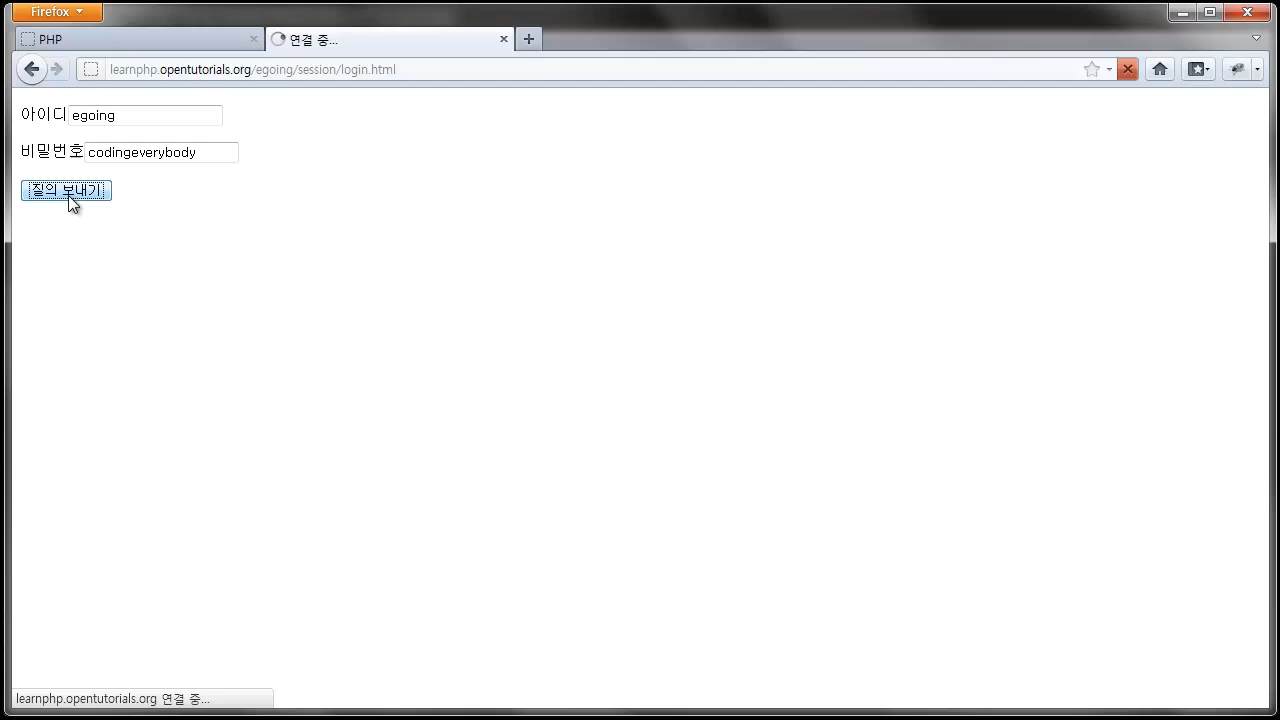 Firefox
PHP
연결 중...
learnphp.opentutorials.org/egoing/session/login.html
아이디 egoing
비밀번호 codingeverybody
질의 보내기
learnphp.opentutorials.org 연결 중...